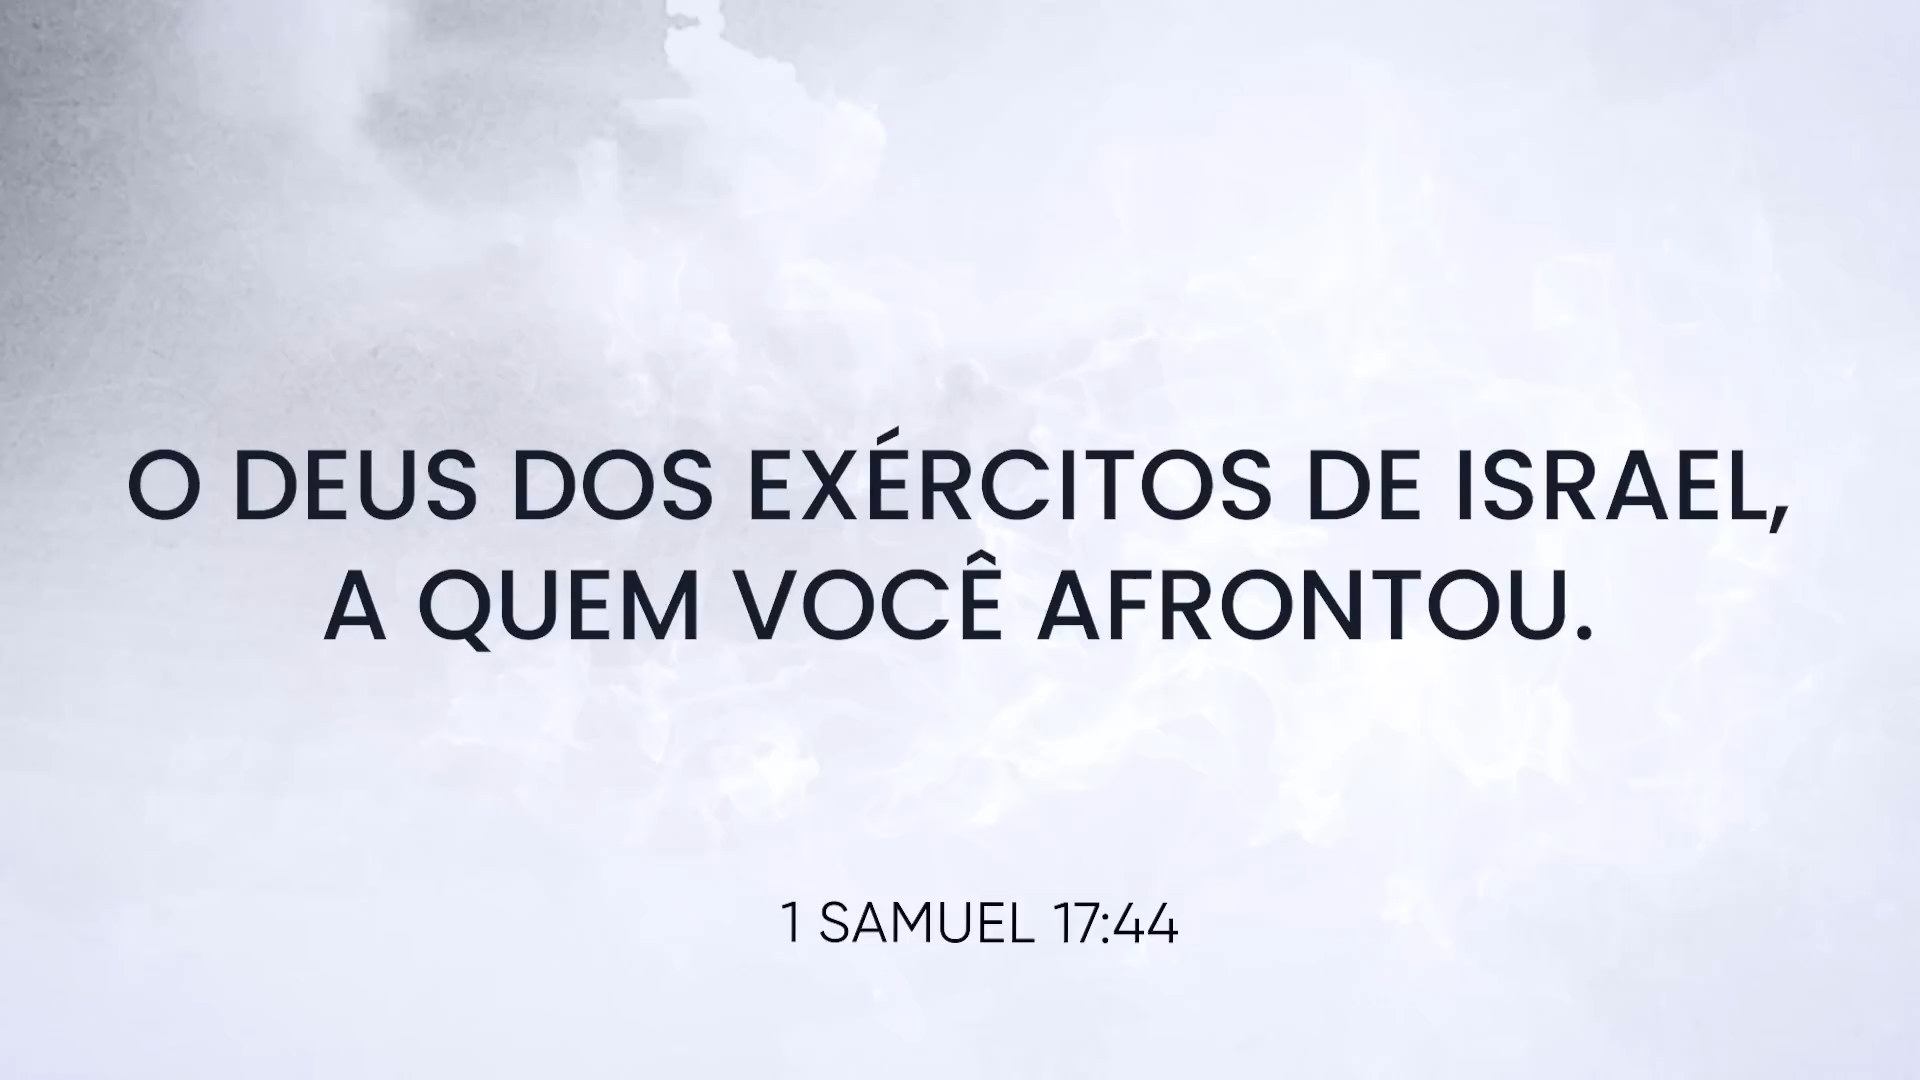 O DEUS DOS EXÉRCITOS DE ISRAEL,
A QUEM VOCÊ AFRONTOU.
1 SAMUEL 17:44